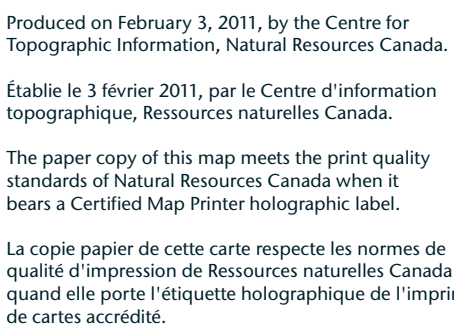 Produced on February 3, 2011, by the Centre for
Topographic Information, Natural Resources Canada.
Établie le 3 février 2011, par le Centre d'information
topographique, Ressources naturelles Canada.
The paper copy of this map meets the print quality
standards of Natural Resources Canada when it
bears a Certified Map Printer holographic label.
La copie papier de cette carte respecte les normes de
qualité d'impression de Ressources naturelles Canada
quand elle porte l'étiquette holographique de
de cartes accrédité.